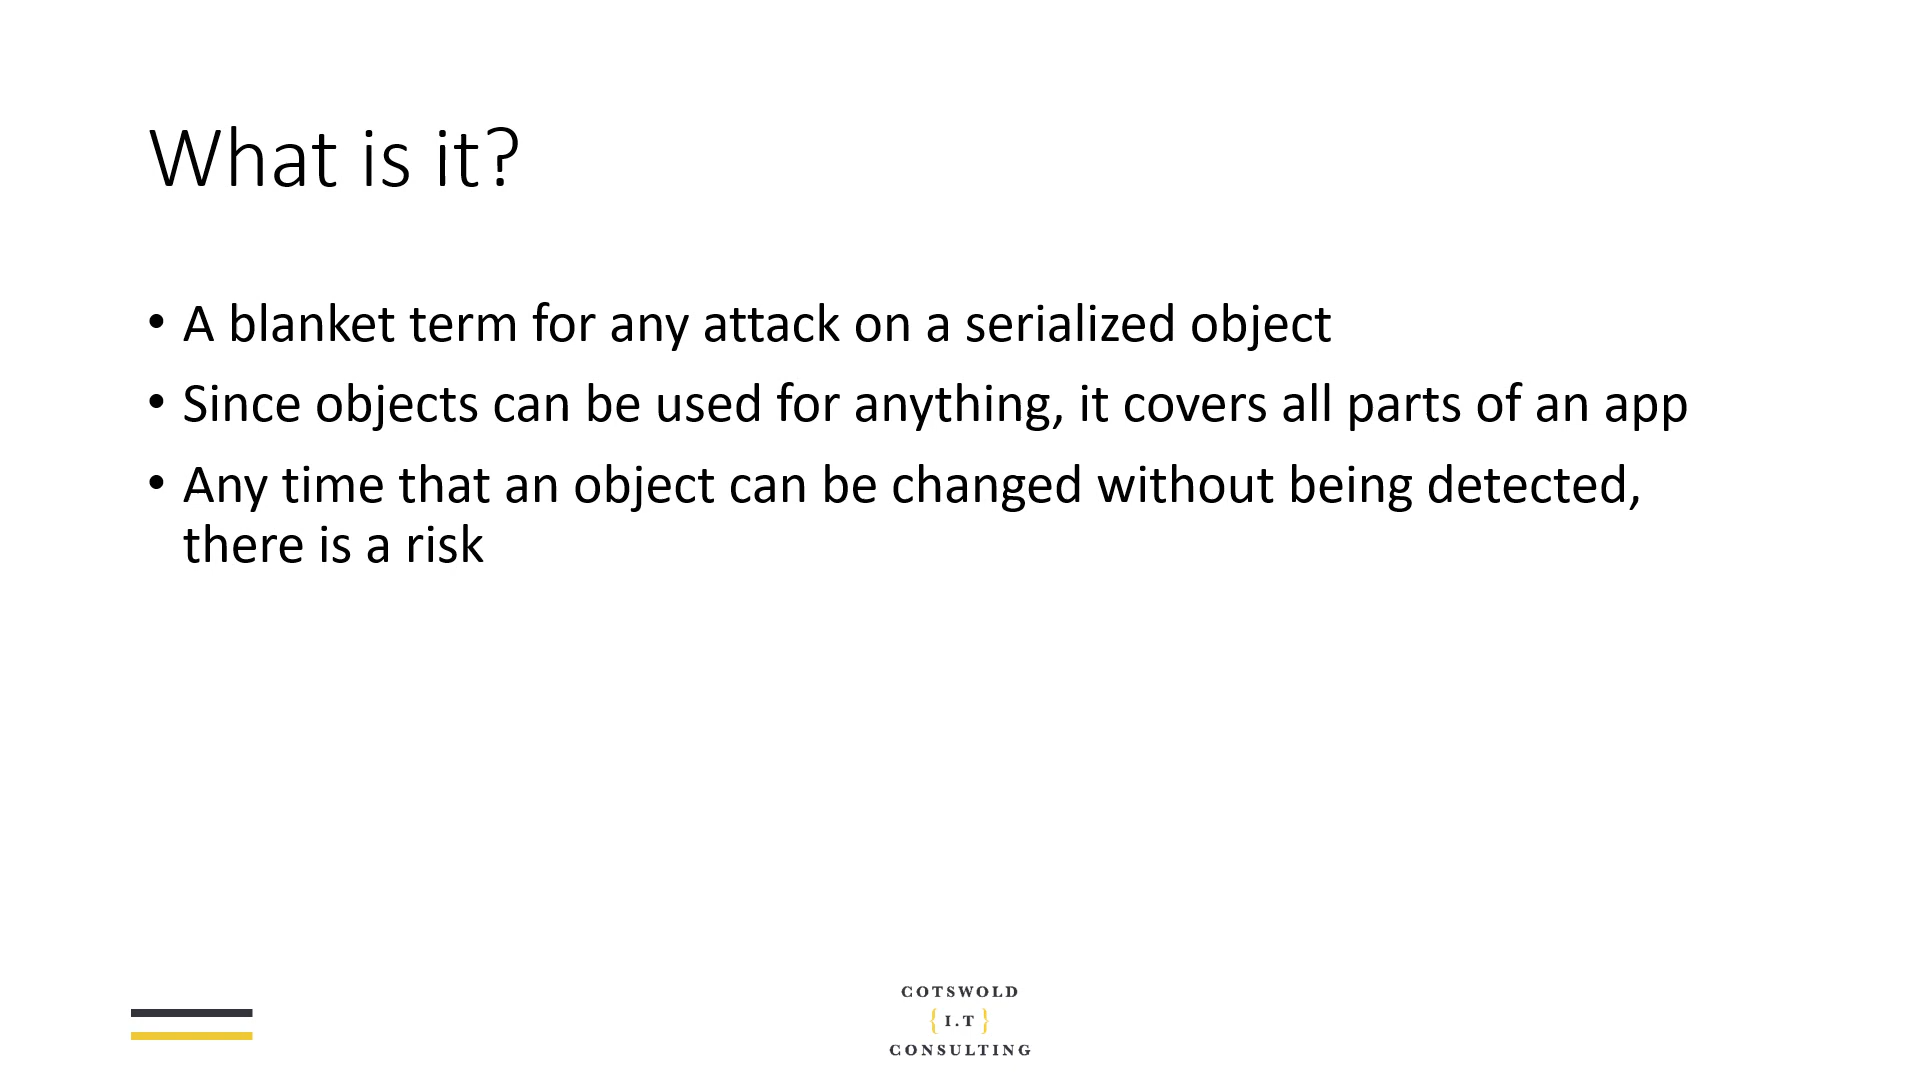 What is it?
• A blanket term for any attack on a serialized object
• Since objects can be used for anything, it covers all parts of an app
• Any time that an object can be changed without being detected,
there is a risk
COTSWOLD
{ I.T }
CONSULTING